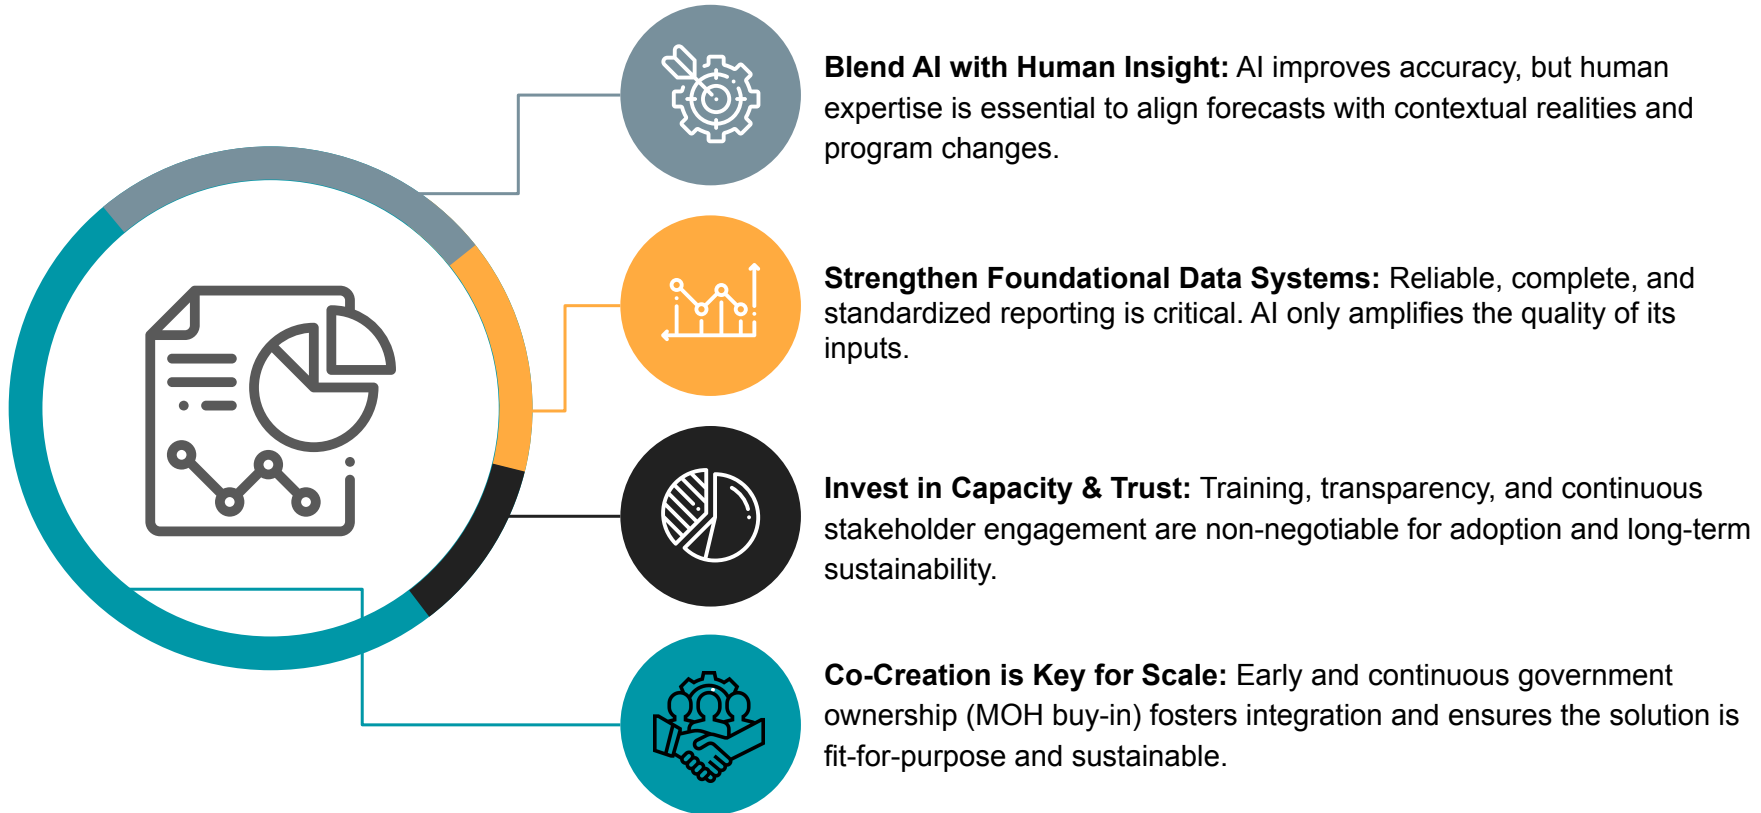 Blend AI with Human Insight: AI improves accuracy, but human
expertise is essential to align forecasts with contextual realities and
program changes.
Strengthen Foundational Data Systems: Reliable, complete, and
standardized reporting is critical. AI only amplifies the quality of its
inputs.
Invest in Capacity & Trust: Training, transparency, and continuous
stakeholder engagement are non-negotiable for adoption and long-term
sustainability.
Co-Creation is Key for Scale: Early and continuous government
ownership (MOH buy-in) fosters integration and ensures the solution is
fit-for-purpose and sustainable.